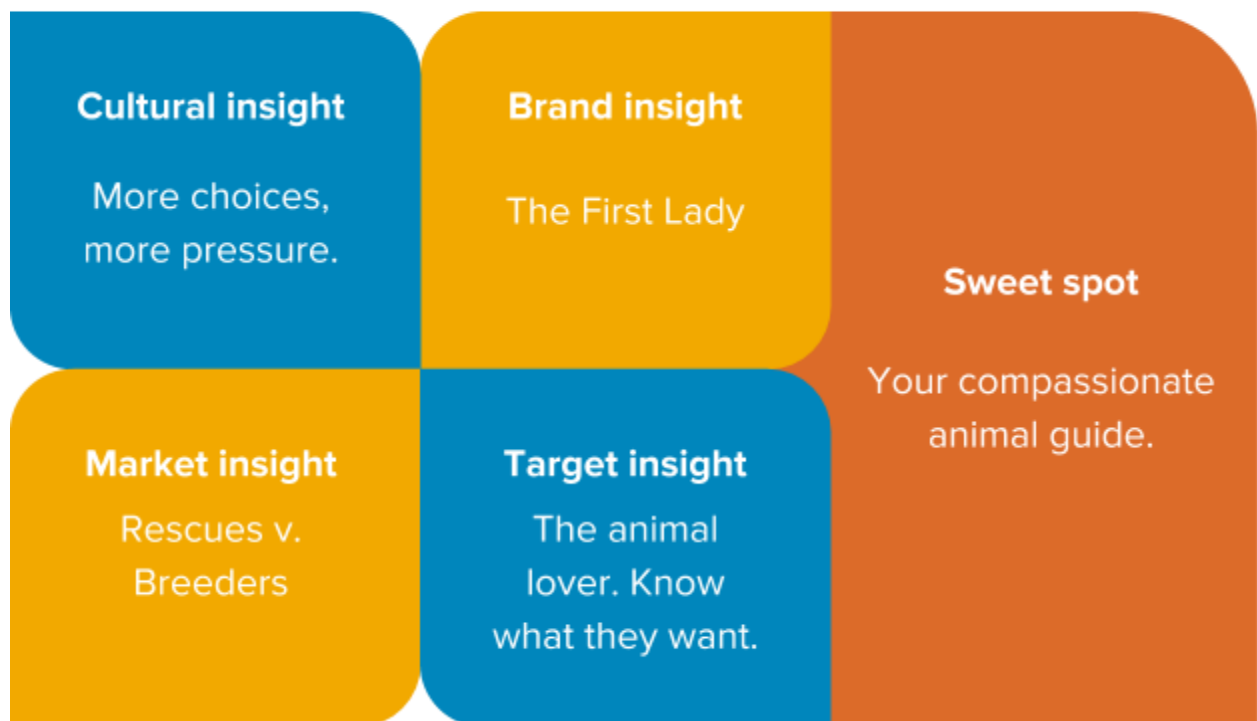 Cultural insight
More choices,
more pressure.
Brand insight
The First Lady
Market insight
Rescues v.
Breeders
Target insight
The animal
lover. Know
what they want.
Sweet spot
Your compassionate
animal guide.